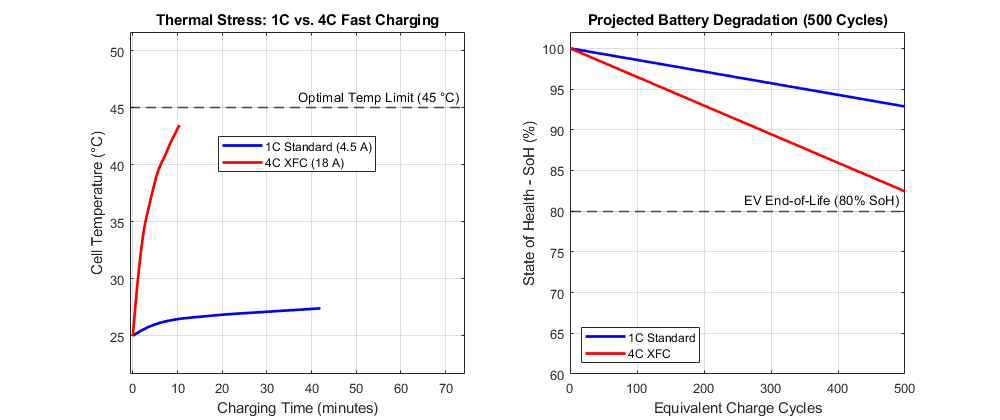 Thermal Stress: 1C vs. 4C Fast Charging
50
45
40
35
30
25
Optimal Temp Limit (45 °C)
1C Standard (4.5 A)
4C XFC (18 A)
Cell Temperature (°C)
0
10
20
30
40
50
60
70
Charging Time (minutes)
Projected Battery Degradation (500 Cycles)
100
95
90
85
80
75
70
65
60
EV End-of-Life (80% SoH)
1C Standard
4C XFC
State of Health - SoH (%)
0
100
200
300
400
500
Equivalent Charge Cycles